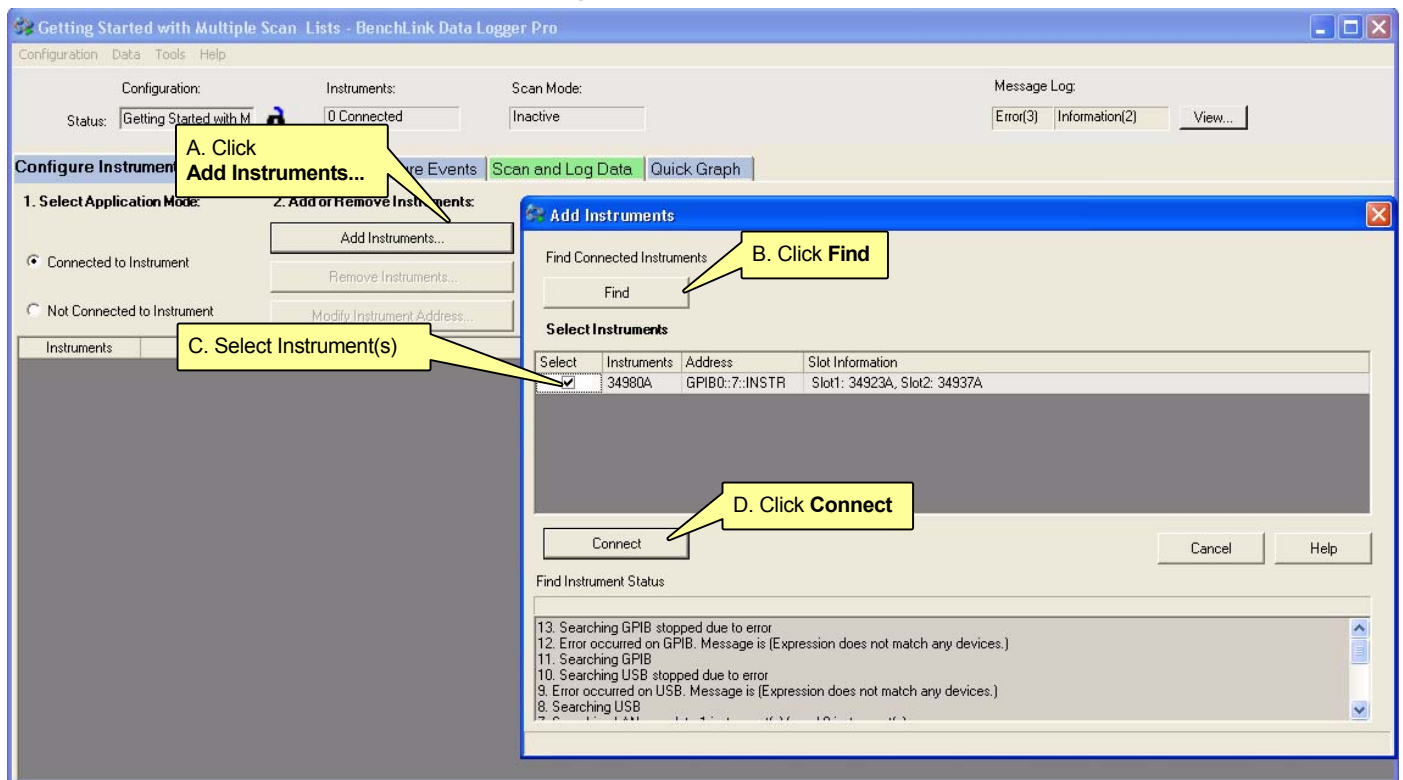 Getting Started with Multiple Scan Lists - BenchLink Data Logger Pro
Configuration Data Tools Help
Configuration: Instruments: Scan Mode: Message Log:
Status: Getting Started with M 0 Connected Inactive Error(3) Information(2) View...
A. Click
Add Instruments...
Configure Instrument re Events Scan and Log Data Quick Graph
1. Select Application Mode: 2. Add or Remove Instruments:
Add Instruments...
Connected to Instrument
Remove Instruments...
Not Connected to Instrument
Modify Instrument Address...
Instruments
C. Select Instrument(s)
Add Instruments
Find Connected Instruments
B. Click Find
Find
Select Instruments
Select Instruments Address Slot Information
34980A GPIB0::7::INSTR Slot1: 34923A, Slot2: 34937A
D. Click Connect
Connect Cancel Help
Find Instrument Status
13. Searching GPIB stopped due to error
12. Error occurred on GPIB. Message is (Expression does not match any devices.)
11. Searching GPIB
10. Searching USB stopped due to error
9. Error occurred on USB. Message is (Expression does not match any devices.)
8. Searching USB